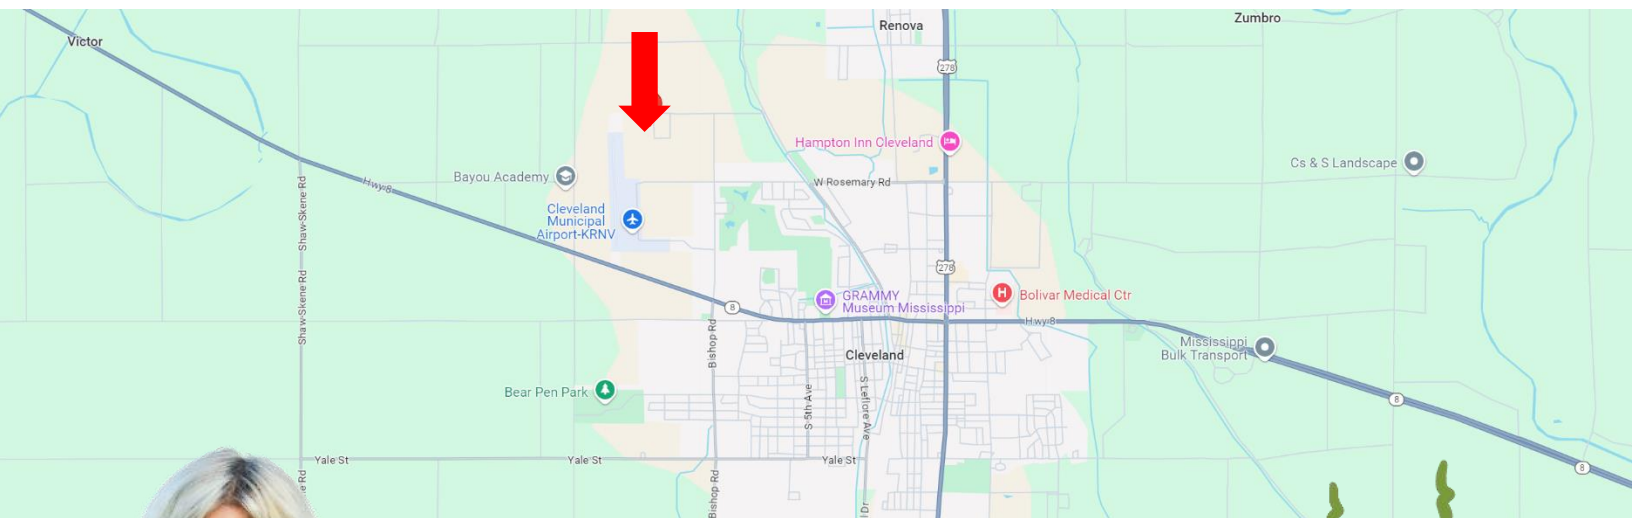 Renova
Zumbro
Victor
278
Hampton Inn Cleveland
Cs & S Landscape
Bayou Academy
Hwy 8
W Rosemary Rd
Shaw-Skene Rd
Cleveland
Municipal
Airport-KRNV
278
Shaw-Skene Rd
H
Bolivar Medical Ctr
GRAMMY
Museum Mississippi
8
Hwy 8
Bishop Rd
Mississippi
Bulk Transport
Cleveland
Bear Pen Park
S 5th Ave
S Leflore Ave
8
Yale St
Yale St
Yale St
8
Bishop Rd